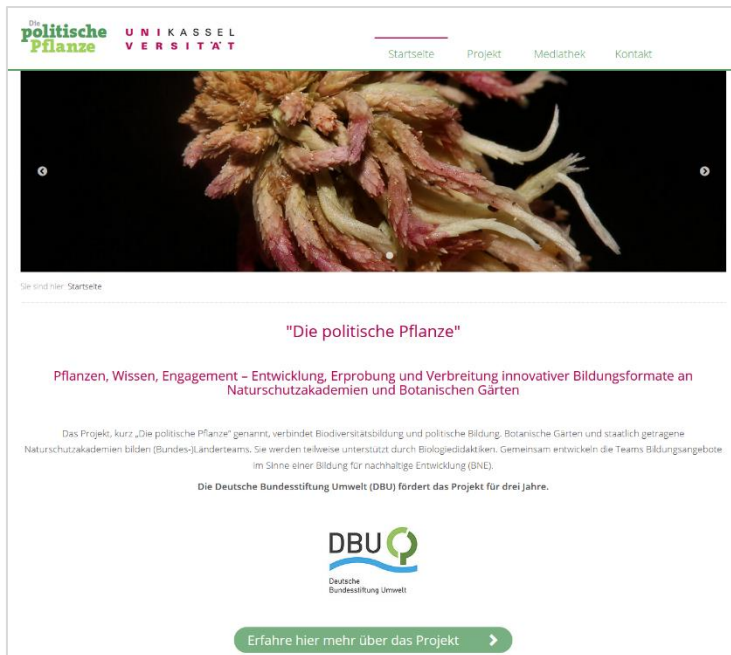 Die
politische
Pflanze
UNIKASSEL
VERSITÄT
Startseite
Projekt
Mediathek
Kontakt
Sie sind hier: Startseite
"Die politische Pflanze"
Pflanzen, Wissen, Engagement – Entwicklung, Erprobung und Verbreitung innovativer Bildungsformate an
Naturschutzakademien und Botanischen Gärten
Das Projekt, kurz „Die politische Pflanze“ genannt, verbindet Biodiversitätsbildung und politische Bildung. Botanische Gärten und staatlich getragene
Naturschutzakademien bilden (Bundes-)Länderteams. Sie werden teilweise unterstützt durch Biologiedidaktiken. Gemeinsam entwickeln die Teams Bildungsangebote
im Sinne einer Bildung für nachhaltige Entwicklung (BNE).
Die Deutsche Bundesstiftung Umwelt (DBU) fördert das Projekt für drei Jahre.
DBU
Deutsche
Bundesstiftung Umwelt
Erfahre hier mehr über das Projekt